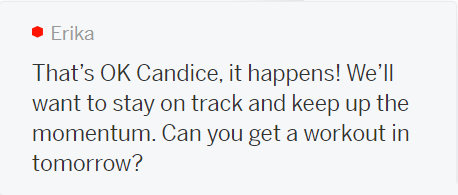 Erika
That’s OK Candice, it happens! We’ll
want to stay on track and keep up the
momentum. Can you get a workout in
tomorrow?